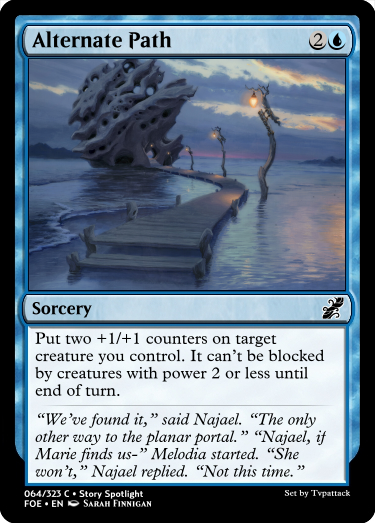 Alternate Path 2
Sorcery
Put two +1/+1 counters on target
creature you control. It can't be blocked
by creatures with power 2 or less until
end of turn.
“We've found it,” said Najael. “The only
other way to the planar portal.” “Najael, if
Marie finds us-” Melodia started. “She
won't,” Najael replied. “Not this time.”
064/323 C • Story Spotlight
Set by Tvpattack
FOE • EN Sarah Finnigan